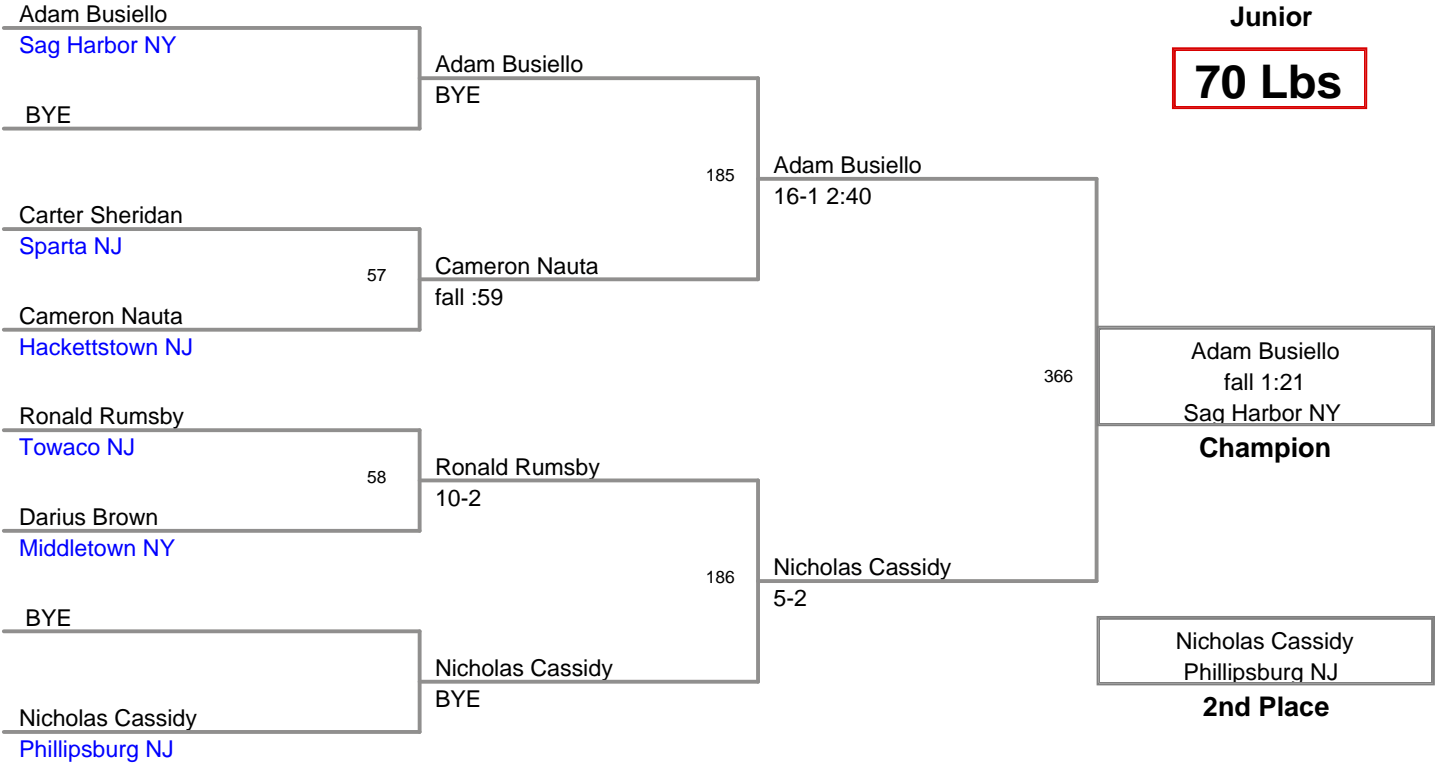 Adam Busiello
Sag Harbor NY
BYE
Carter Sheridan
Sparta NJ
57
Cameron Nauta
Hackettstown NJ
Ronald Rumsby
Towaco NJ
58
Darius Brown
Middletown NY
BYE
Nicholas Cassidy
Phillipsburg NJ
Adam Busiello
BYE
185
Cameron Nauta
fall :59
Ronald Rumsby
10-2
186
Nicholas Cassidy
BYE
Adam Busiello
16-1 2:40
366
Nicholas Cassidy
5-2
Junior
70 Lbs
Adam Busiello
fall 1:21
Sag Harbor NY
Champion
Nicholas Cassidy
Phillipsburg NJ
2nd Place